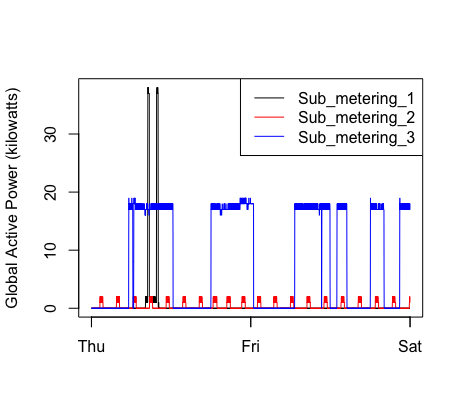 Global Active Power (kilowatts)
30
20
10
0
Sub_metering_1
Sub_metering_2
Sub_metering_3
Thu
Fri
Sat